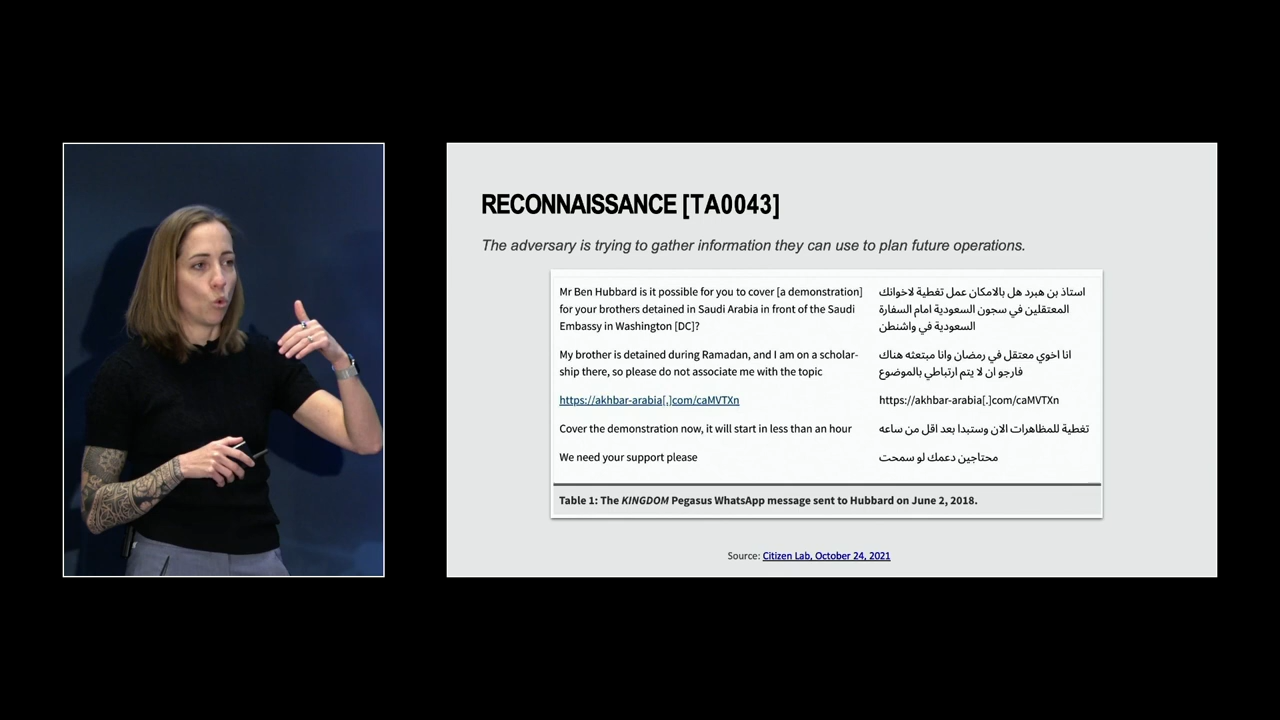 RECONNAISSANCE [TA0043]
The adversary is trying to gather information they can use to plan future operations.
Mr Ben Hubbard is it possible for you to cover [a demonstration]
for your brothers detained in Saudi Arabia in front of the Saudi
Embassy in Washington [DC]?
استاذ بن هبرد هل بالامكان عمل تغطية لاخوانك
المعتقلين في سجون السعودية امام السفارة
السعودية في واشنطن
My brother is detained during Ramadan, and I am on a scholar-
ship there, so please do not associate me with the topic
انا اخوي معتقل في رمضان وانا مبتعثه هناك
فارجو ان لا يتم ارتباطي بالموضوع
https://akhbar-arabia[.]com/caMVTXn
https://akhbar-arabia[.]com/caMVTXn
Cover the demonstration now, it will start in less than an hour
تغطية للمظاهرات الان وستبدا بعد اقل من ساعه
We need your support please
محتاجين دعمك لو سمحت
Table 1: The KINGDOM Pegasus WhatsApp message sent to Hubbard on June 2, 2018.
Source: Citizen Lab, October 24, 2021